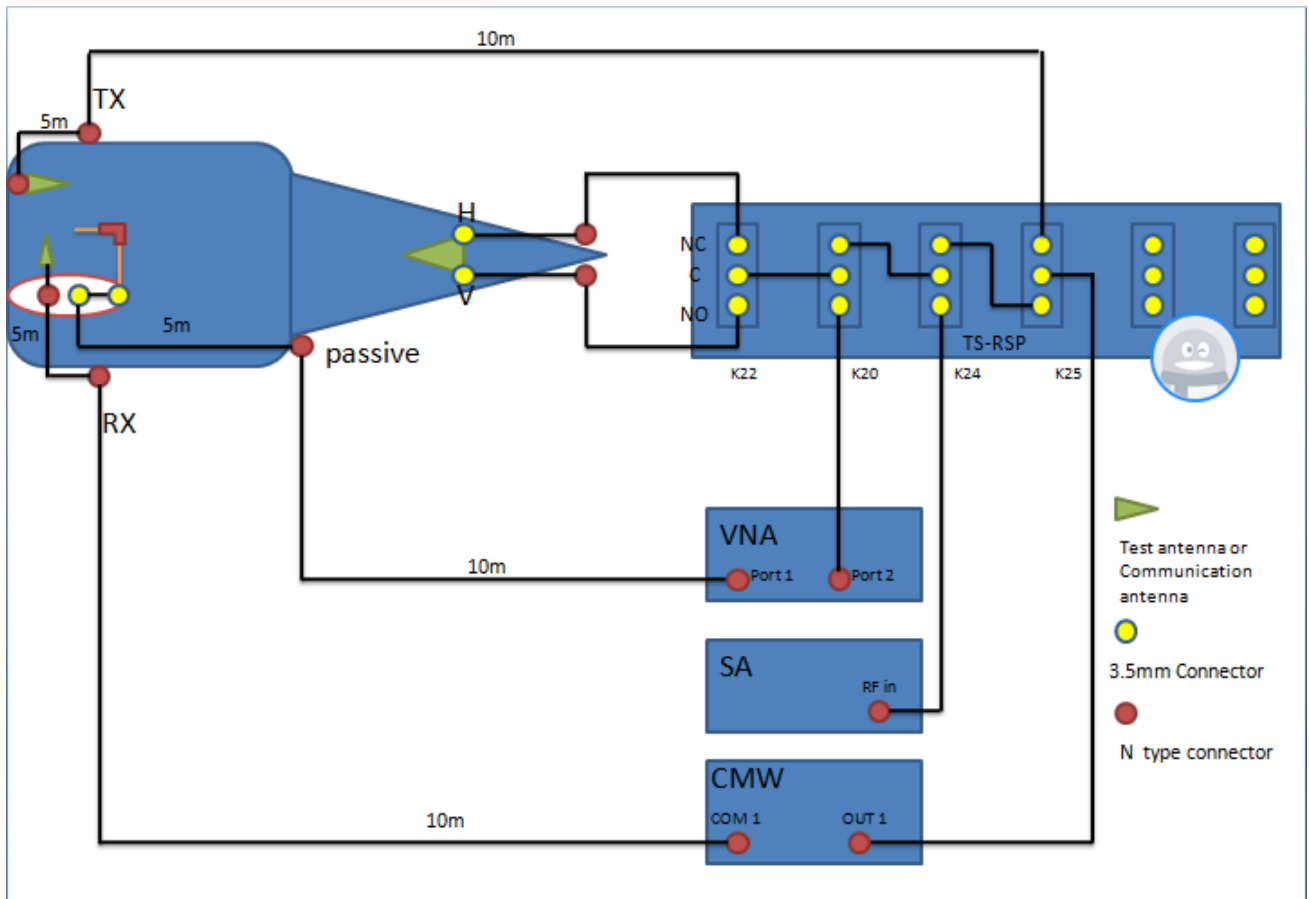 10m
TX
5m
H
NC
C
V
NO
5m
5m
passive
TS-RSP
K22
K20
K24
K25
RX
VNA
Port 1
Port 2
10m
Test antenna or
Communication
antenna
SA
RF in
3.5mm Connector
N type connector
CMW
COM 1
OUT 1
10m